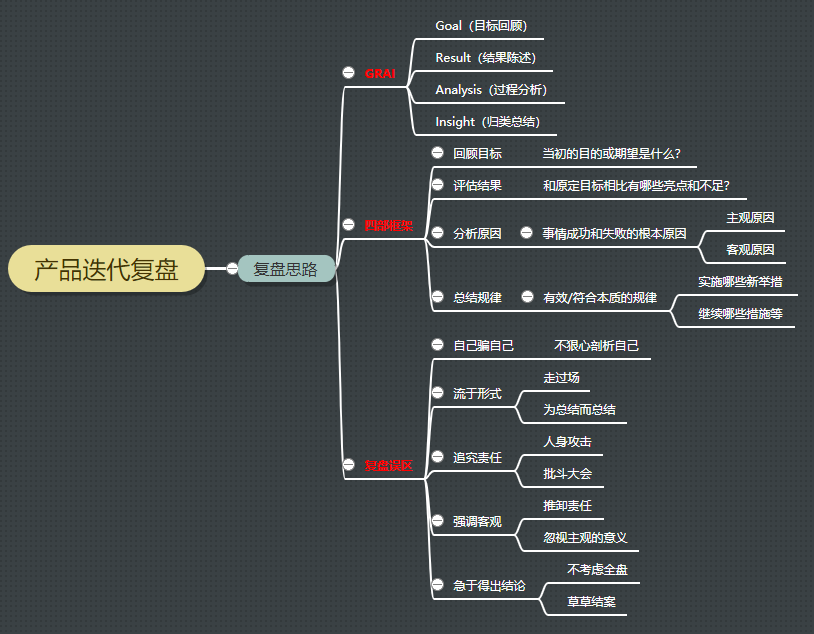 产品迭代复盘
复盘思路
GRAI
Goal（目标回顾）
Result（结果陈述）
Analysis（过程分析）
Insight（归类总结）
四部框架
回顾目标
当初的目的或期望是什么？
评估结果
和原定目标相比有哪些亮点和不足？
分析原因
事情成功和失败的根本原因
主观原因
客观原因
总结规律
有效/符合本质的规律
实施哪些新举措
继续哪些措施等
复盘误区
自己骗自己
不狠心剖析自己
流于形式
走过场
为总结而总结
追究责任
人身攻击
批斗大会
强调客观
推卸责任
忽视主观的意义
急于得出结论
不考虑全盘
草草结案